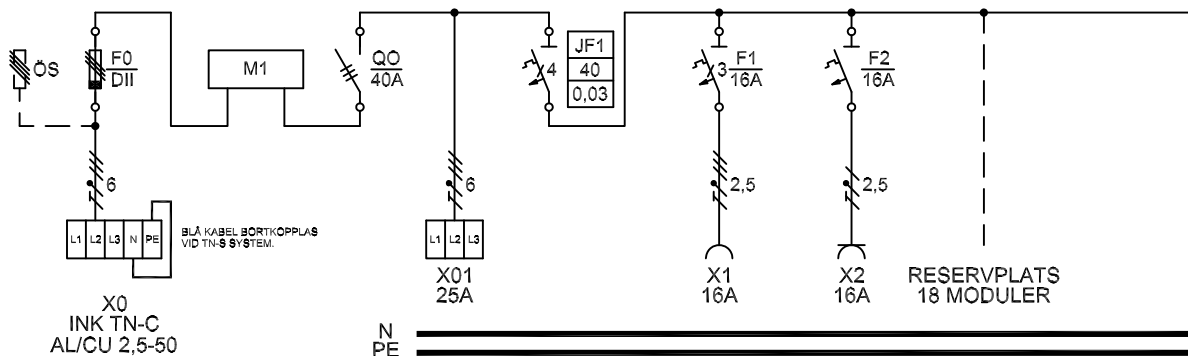 ÖS
F0
DII
M1
QO
40A
4
JF1
40
0,03
3
F1
16A
F2
16A
6
6
2,5
2,5
L1 L2 L3 N PE
BLÅ KABEL BORTKOPPLAS
VID TN-S SYSTEM.
L1 L2 L3
X0
INK TN-C
AL/CU 2,5-50
X01
25A
X1
16A
X2
16A
RESERVPLATS
18 MODULER
N
PE